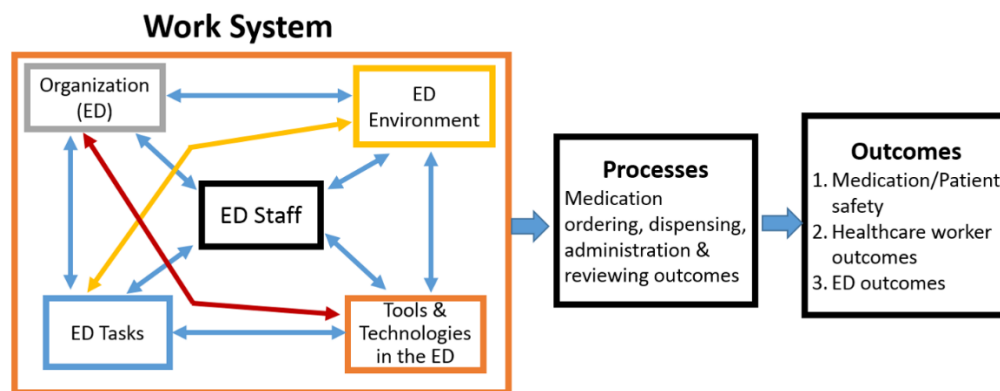 Work System
Organization
(ED)
ED
Environment
ED Staff
ED Tasks
Tools &
Technologies
in the ED
Processes
Medication
ordering, dispensing,
administration &
reviewing outcomes
Outcomes
1. Medication/Patient
safety
2. Healthcare worker
outcomes
3. ED outcomes